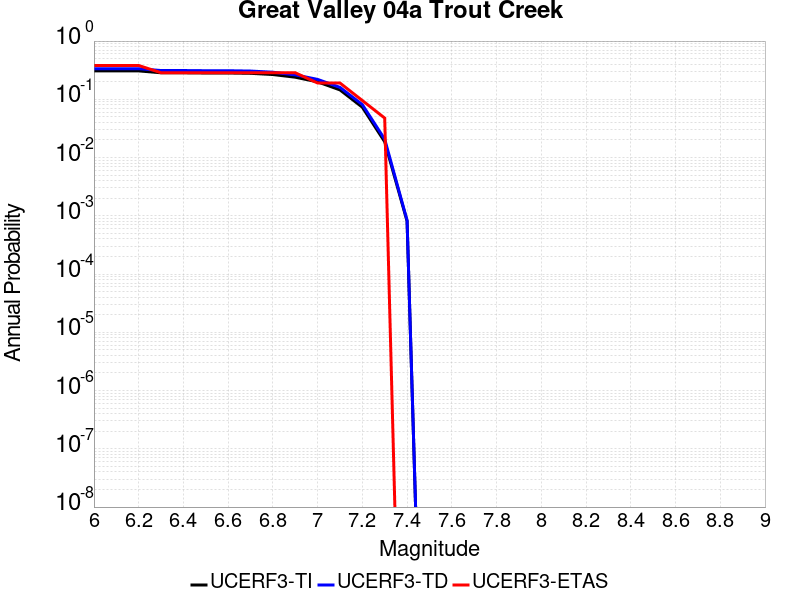 Great Valley 04a Trout Creek
10^0
10^-1
10^-2
10^-3
10^-4
10^-5
10^-6
10^-7
10^-8
Annual Probability
6 6.2 6.4 6.6 6.8 7 7.2 7.4 7.6 7.8 8 8.2 8.4 8.6 8.8 9
Magnitude
UCERF3-TI UCERF3-TD UCERF3-ETAS